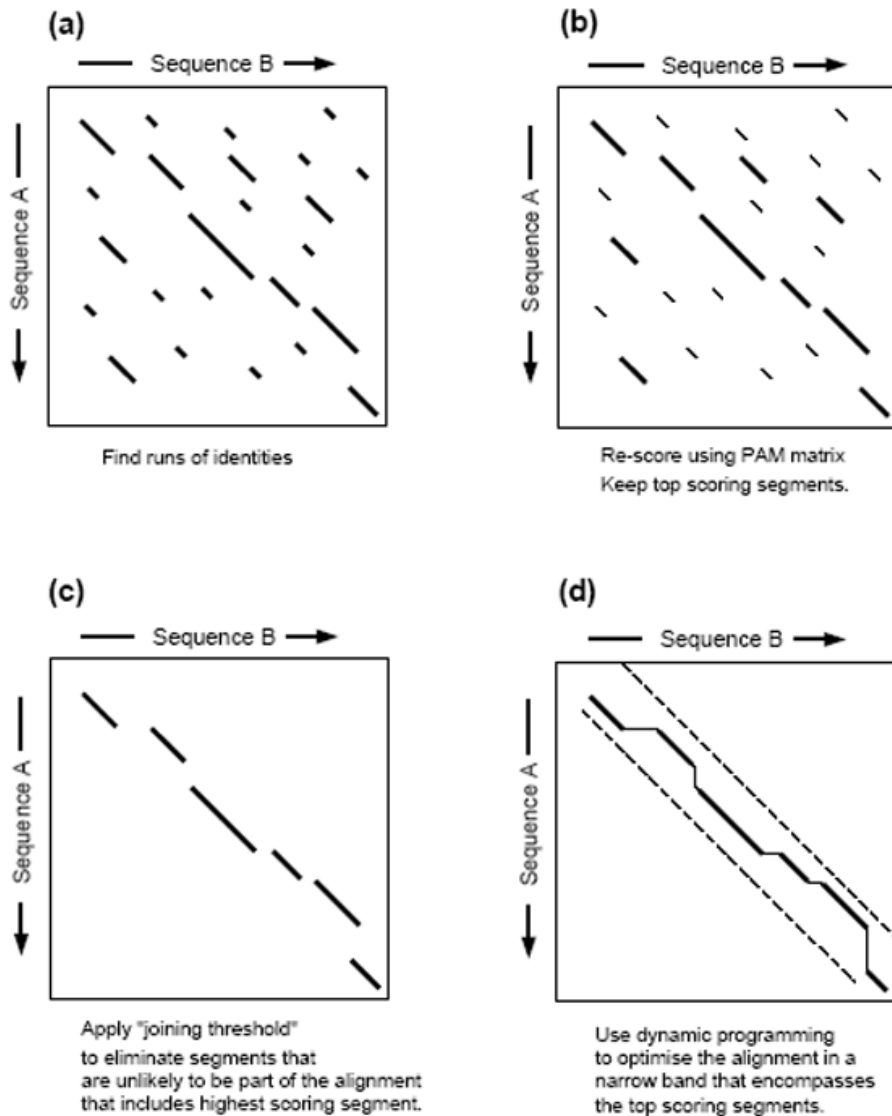 (a)
Sequence B
Sequence A
Find runs of identities
(b)
Sequence B
Sequence A
Re-score using PAM matrix
Keep top scoring segments.
(c)
Sequence B
Sequence A
Apply "joining threshold"
to eliminate segments that
are unlikely to be part of the alignment
that includes highest scoring segment.
(d)
Sequence B
Sequence A
Use dynamic programming
to optimise the alignment in a
narrow band that encompasses
the top scoring segments.